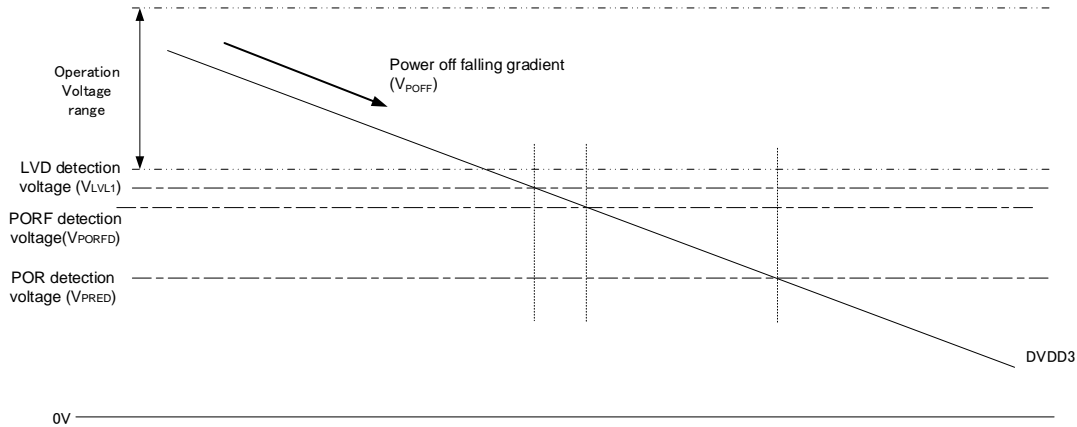 Operation
Voltage
range
Power off falling gradient
(VPOFF)
LVD detection
voltage (VLVL1)
PORF detection
voltage(VPORFD)
POR detection
voltage (VPRED)
DVDD3
0V